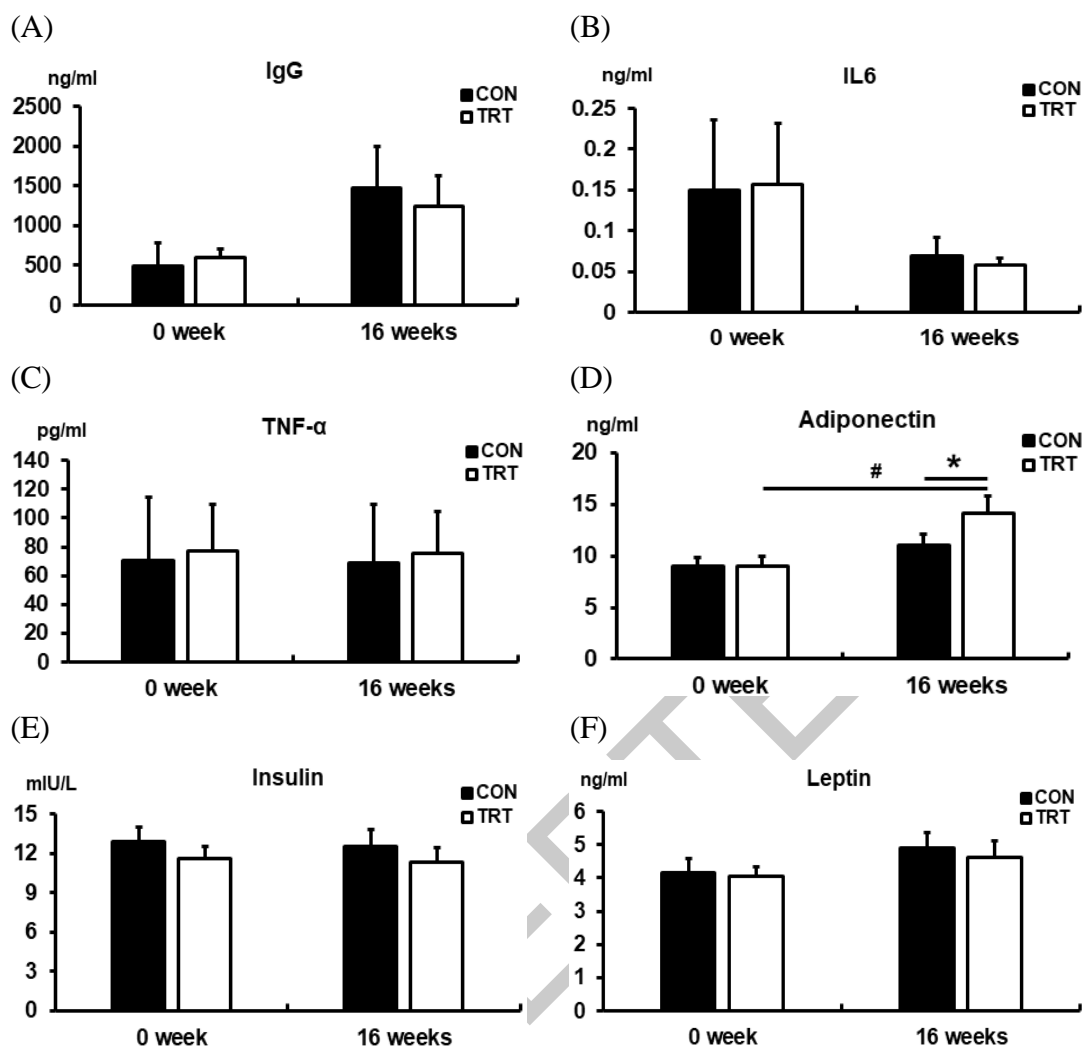 (A)
IgG
ng/ml
CON
TRT
2500
2000
1500
1000
500
0
0 week 16 weeks
(B)
IL6
ng/ml
CON
TRT
0.25
0.2
0.15
0.1
0.05
0
0 week 16 weeks
(C)
TNF-α
pg/ml
CON
TRT
140
120
100
80
60
40
20
0
0 week 16 weeks
(D)
Adiponectin
ng/ml
CON
TRT
20
15
10
5
0
# *
0 week 16 weeks
(E)
Insulin
mIU/L
CON
TRT
15
12
9
6
3
0
0 week 16 weeks
(F)
Leptin
ng/ml
CON
TRT
6
5
4
3
2
1
0
0 week 16 weeks